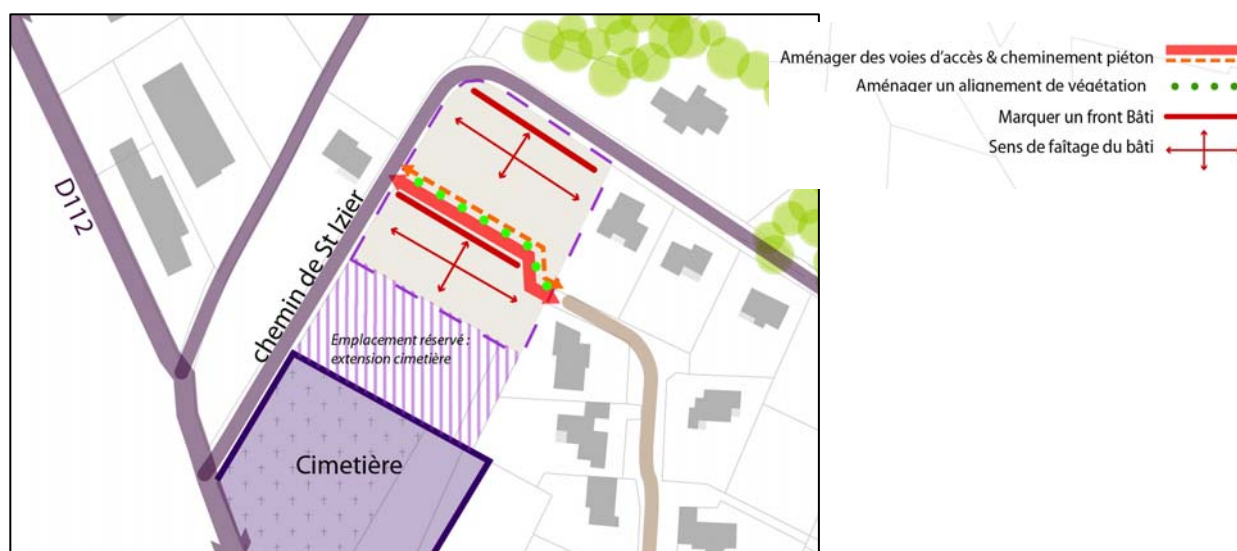 Aménager des voies d'accès & cheminement piéton
Aménager un alignement de végétation
Marquer un front Bâti
Sens de faîtage du bâti
D112
chemin de St Izier
Emplacement réservé :
extension cimetière
Cimetière